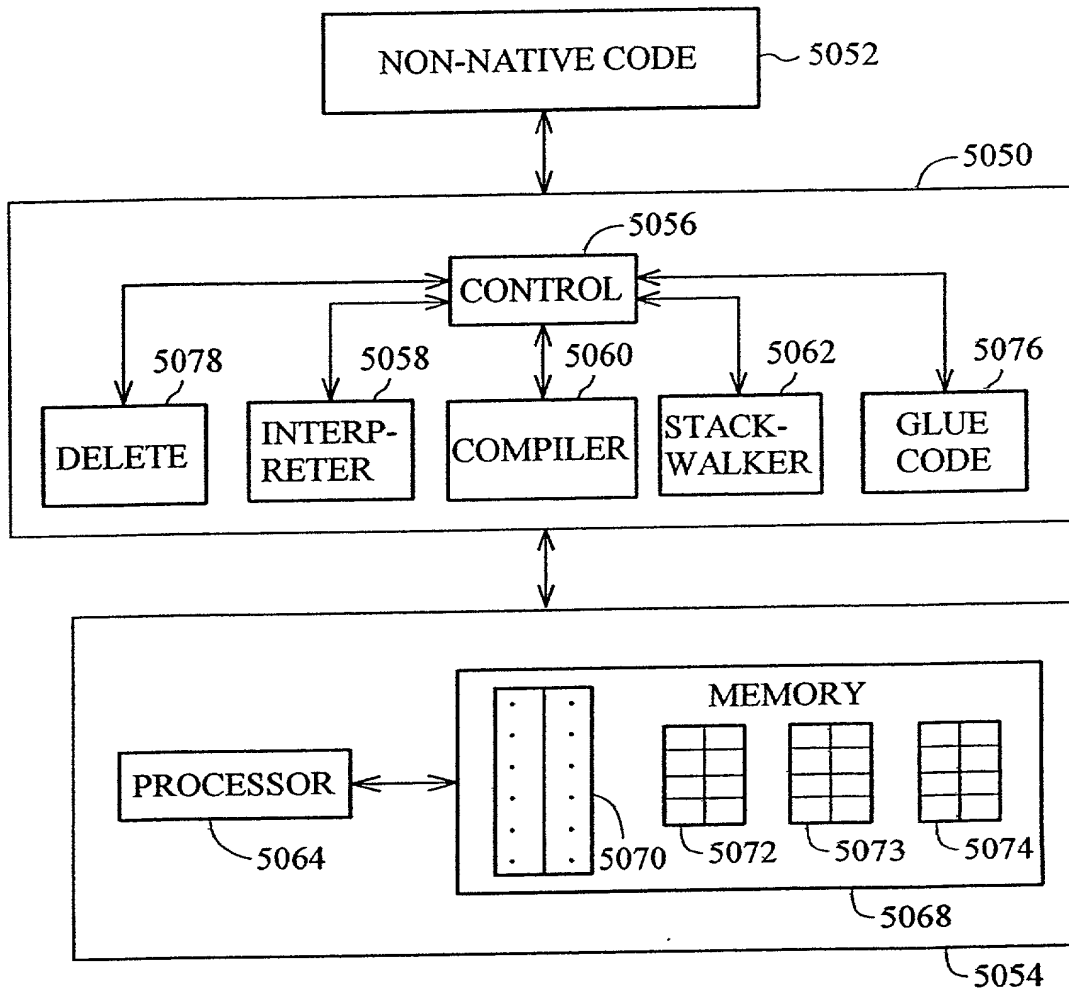 NON-NATIVE CODE
5052
5050
5056
CONTROL
5078
5058
5060
5062
5076
DELETE
INTERP-
RETER
COMPILER
STACK-
WALKER
GLUE
CODE
MEMORY
PROCESSOR
5064
5070
5072
5073
5074
5068
5054